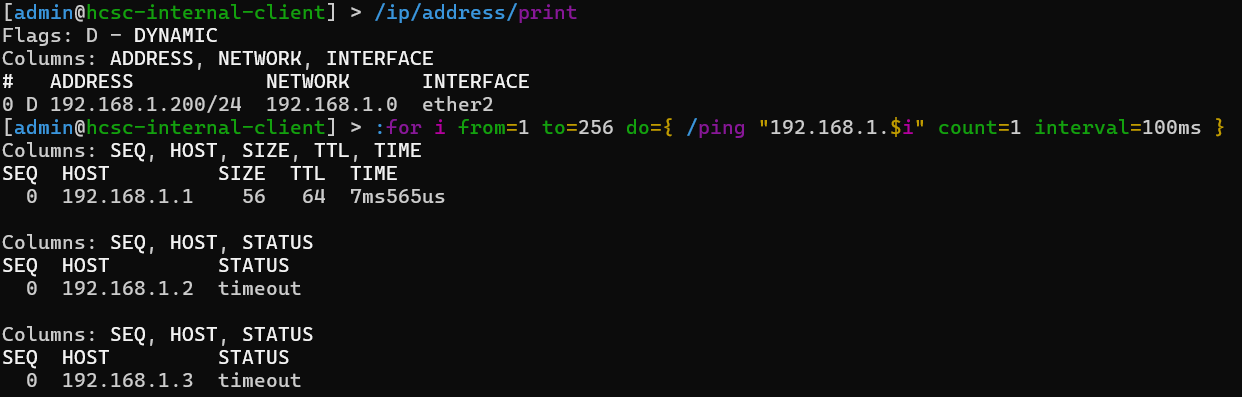 [admin@hcsc-internal-client] > /ip/address/print
Flags: D - DYNAMIC
Columns: ADDRESS, NETWORK, INTERFACE
#   ADDRESS           NETWORK      INTERFACE
0 D 192.168.1.200/24  192.168.1.0  ether2
[admin@hcsc-internal-client] > :for i from=1 to=256 do={ /ping "192.168.1.$i" count=1 interval=100ms }
Columns: SEQ, HOST, SIZE, TTL, TIME
SEQ  HOST         SIZE  TTL  TIME
  0  192.168.1.1    56   64  7ms565us

Columns: SEQ, HOST, STATUS
SEQ  HOST         STATUS
  0  192.168.1.2  timeout

Columns: SEQ, HOST, STATUS
SEQ  HOST         STATUS
  0  192.168.1.3  timeout